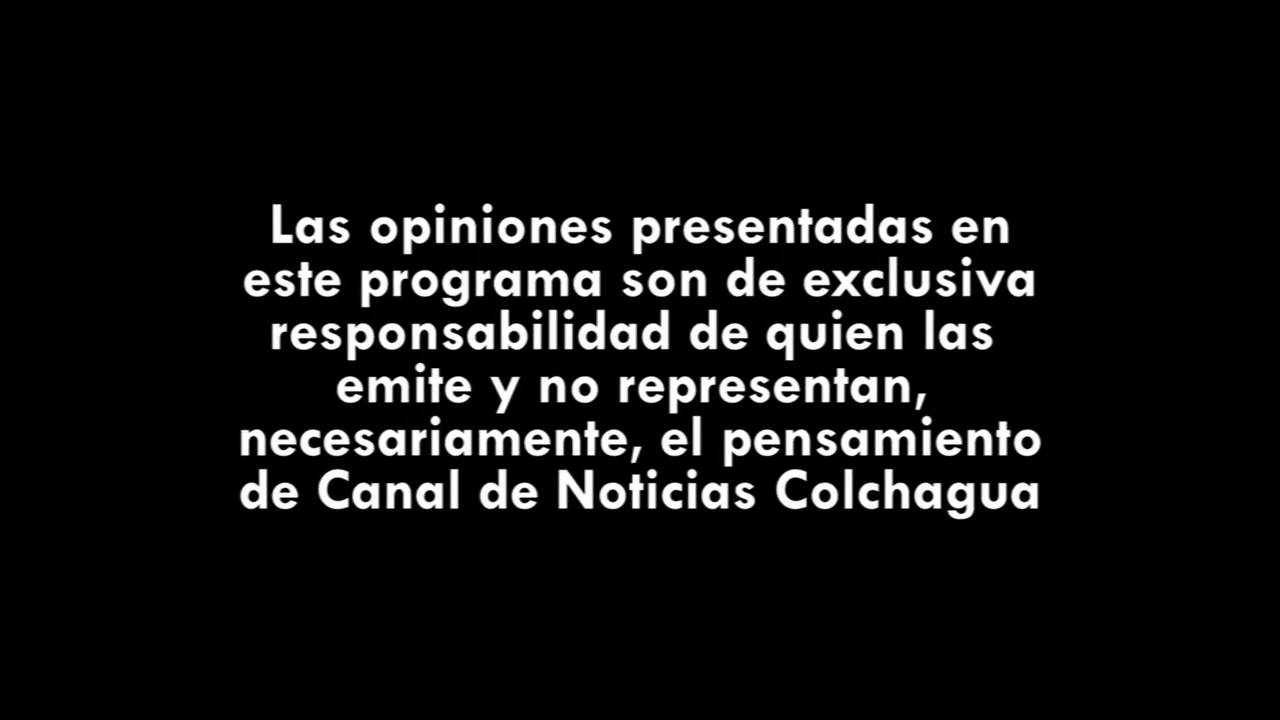 Las opiniones presentadas en
este programa son de exclusiva
responsabilidad de quien las
emite y no representan,
necesariamente, el pensamiento
de Canal de Noticias Colchagua